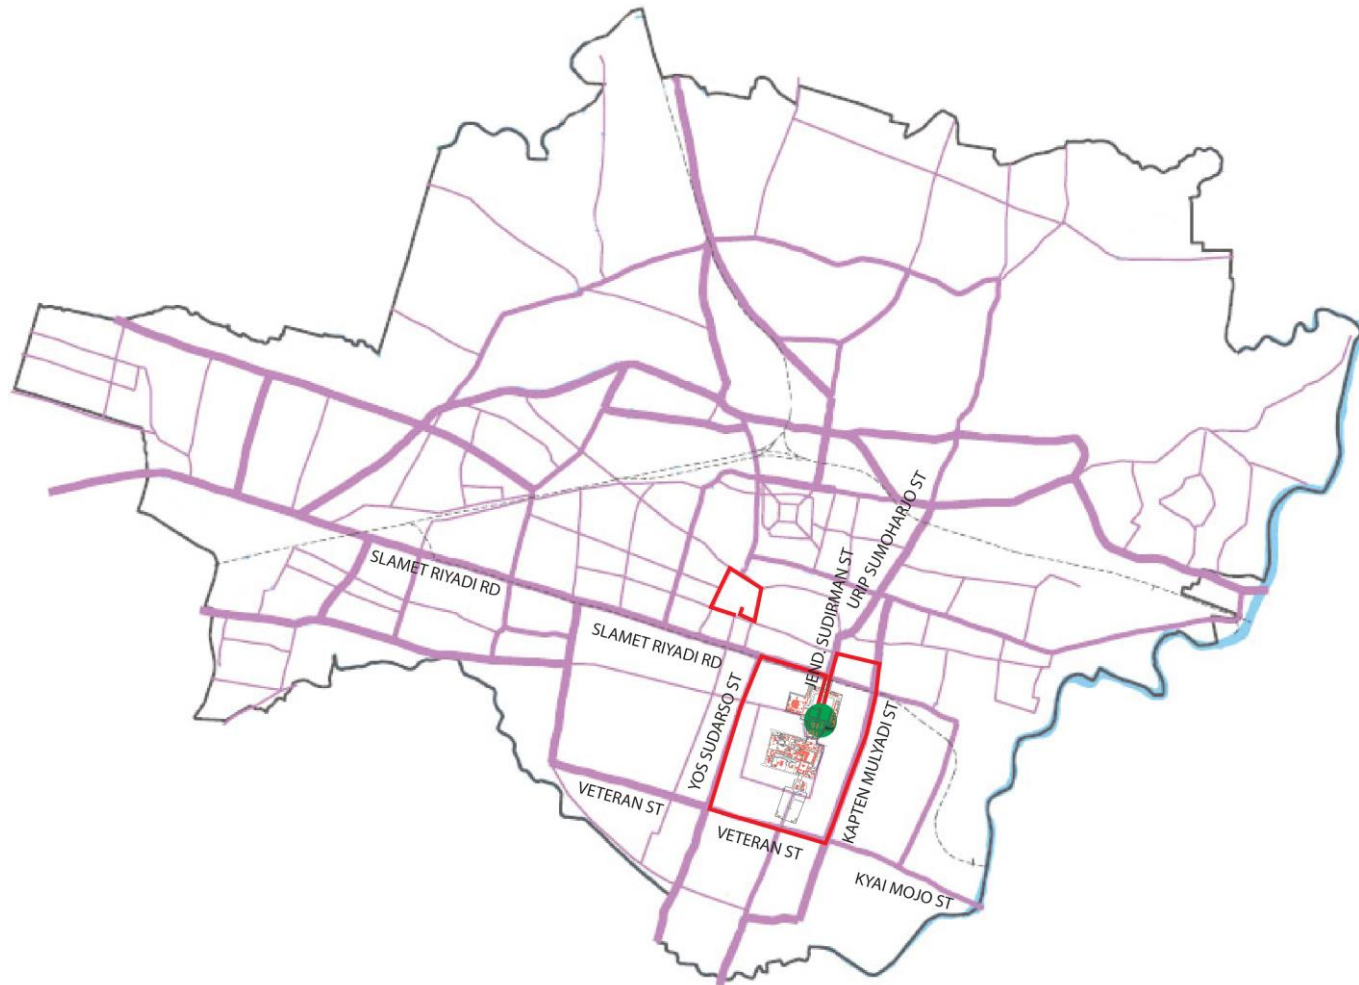 URIP SUMOHARJO ST
JEND. SUDIRMAN ST
SLAMET RIYADI RD
SLAMET RIYADI RD
YOS SUDARSO ST
KAPTEN MULYADI ST
VETERAN ST
VETERAN ST
KYAI MOJO ST